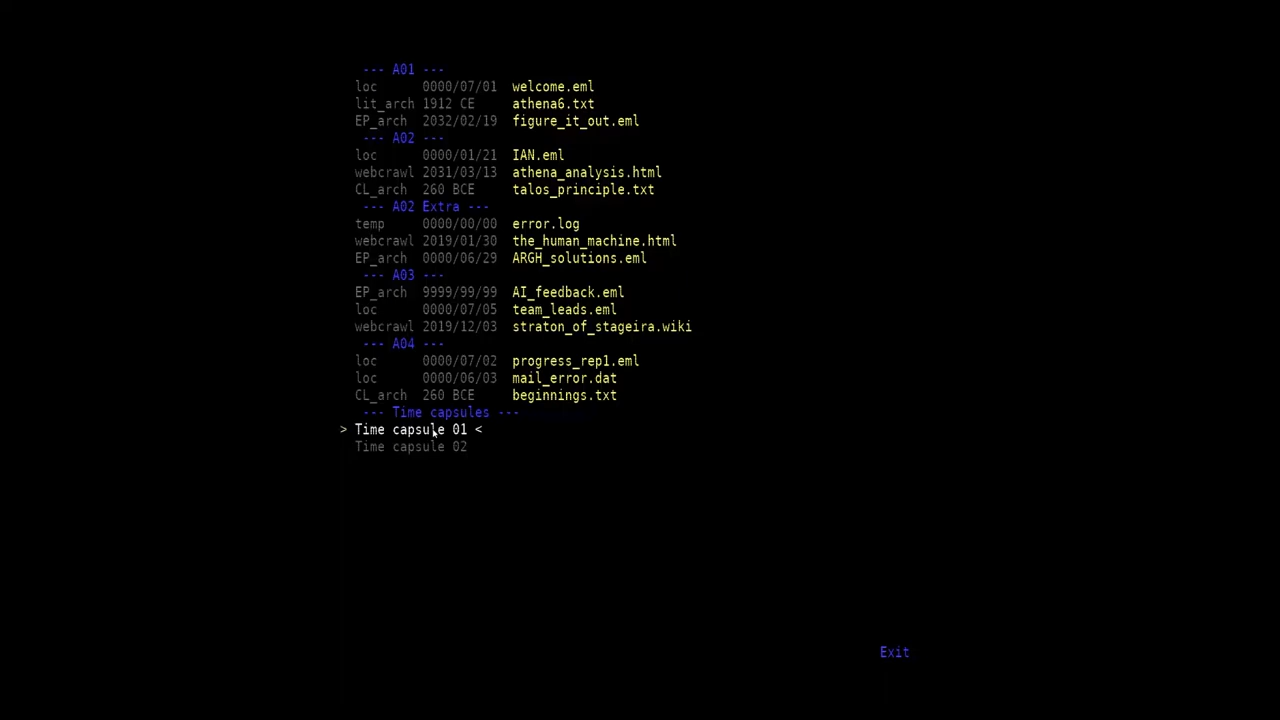 --- A01 ---
loc 0000/07/01 welcome.eml
lit_arch 1912 CE athena6.txt
EP_arch 2032/02/19 figure_it_out.eml
--- A02 ---
loc 0000/01/21 IAN.eml
webcrawl 2031/03/13 athena_analysis.html
CL_arch 260 BCE talos_principle.txt
--- A02 Extra ---
temp 0000/00/00 error.log
webcrawl 2019/01/30 the_human_machine.html
EP_arch 0000/06/29 ARGH_solutions.eml
--- A03 ---
EP_arch 9999/99/99 AI_feedback.eml
loc 0000/07/05 team_leads.eml
webcrawl 2019/12/03 straton_of_stageira.wiki
--- A04 ---
loc 0000/07/02 progress_rep1.eml
loc 0000/06/03 mail_error.dat
CL_arch 260 BCE beginnings.txt
--- Time capsules ---
> Time capsule 01 <
Time capsule 02
Exit